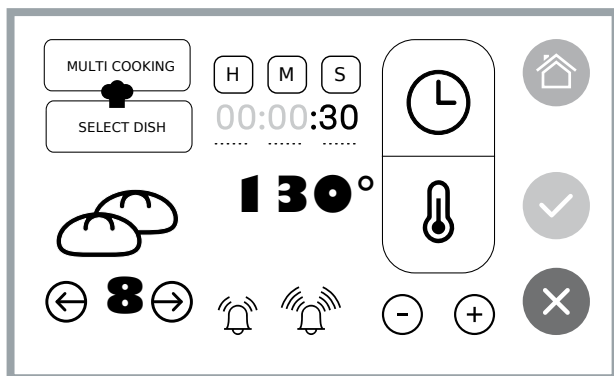 MULTI COOKING
H M S
00:00:30
SELECT DISH
130°
8
- +